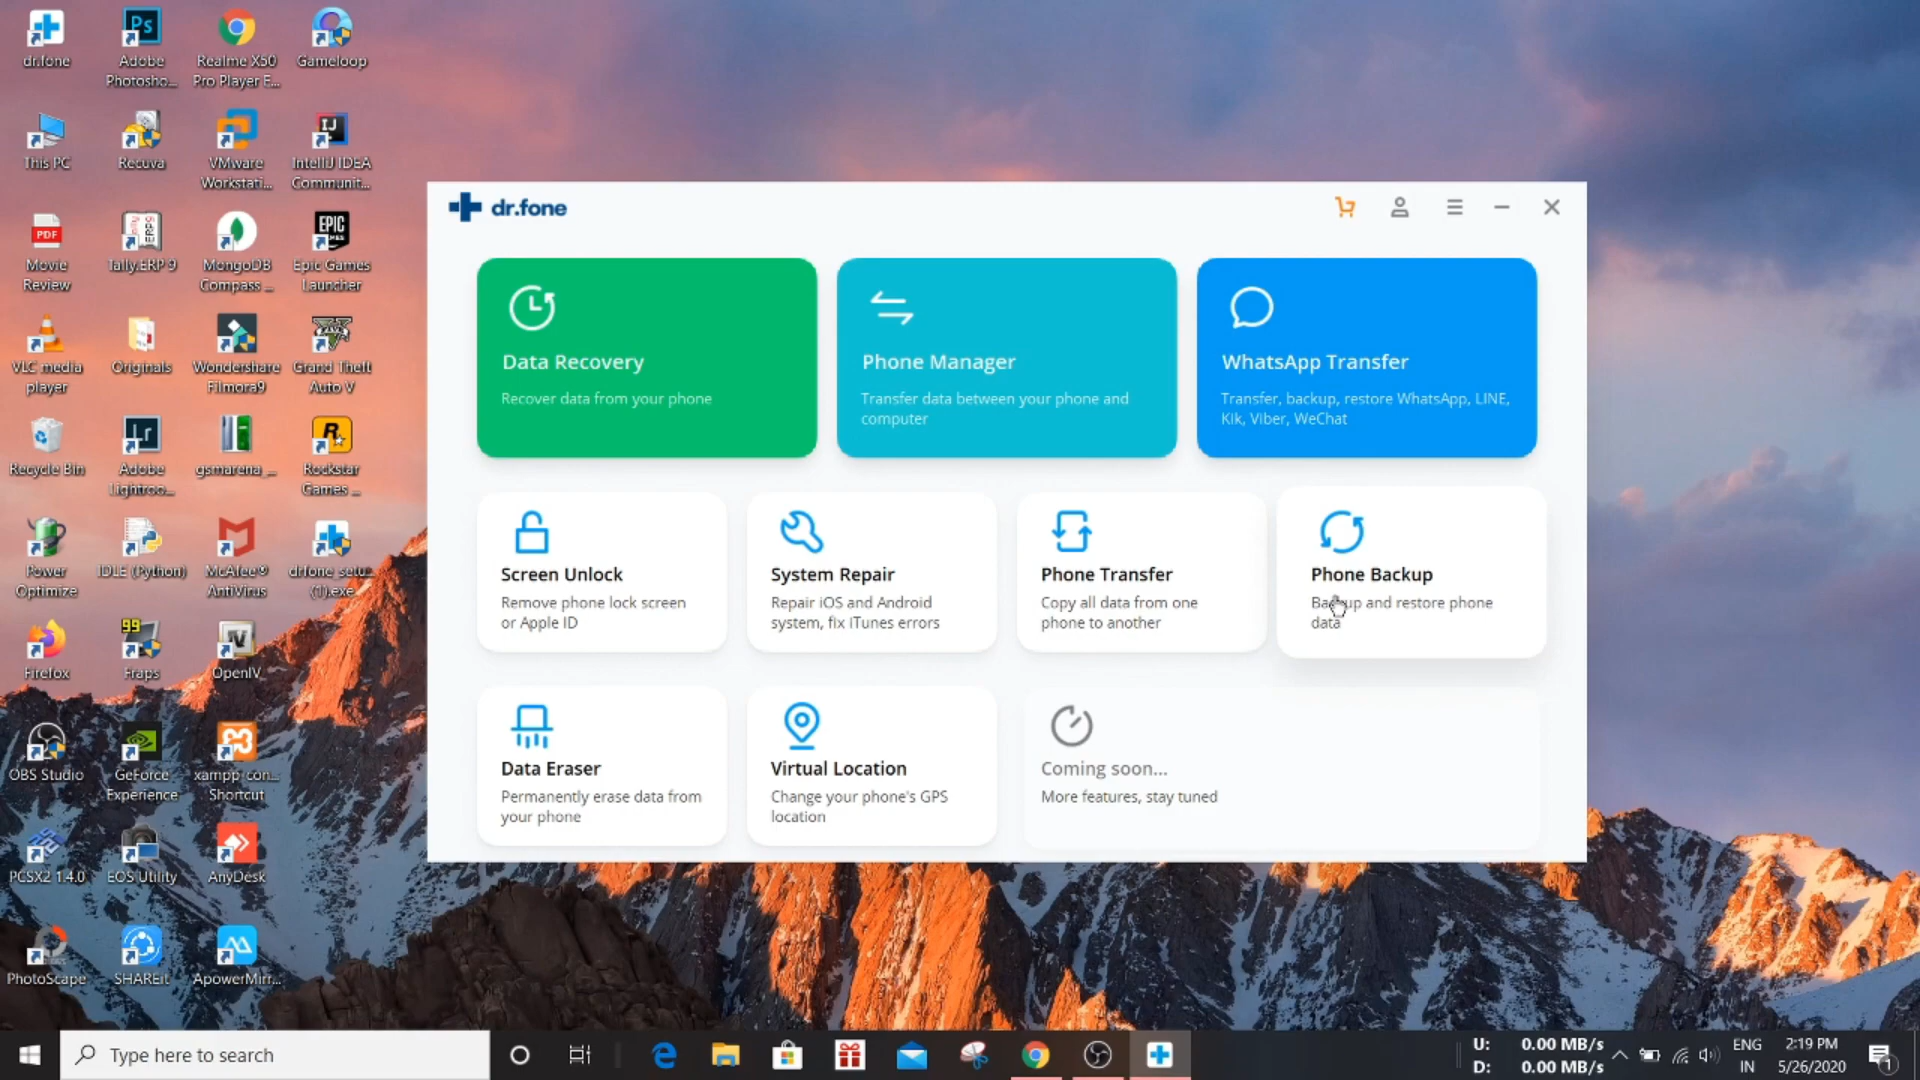 dr.fone
Adobe
Photosho...
Realme X50
Pro Player E...
Gameloop
This PC
Recuva
VMware
Workstati...
IntelliJ IDEA
Communit...
PDF
Movie
Review
Tally.ERP 9
MongoDB
Compass ...
EPIC
GAMES
Epic Games
Launcher
VLC media
player
Originals
Wondershare
Filmora9
Grand Theft
Auto V
Recycle Bin
Lr
Adobe
Lightroo...
gsmarena_...
Rockstar
Games ...
Power
Optimize
IDLE (Python)
McAfee®
AntiVirus
drfone_setu...
(1).exe
Firefox
99
Fraps
OpenIV
OBS Studio
GeForce
Experience
xampp-con...
Shortcut
PCSX2 1.4.0
EOS Utility
AnyDesk
PhotoScape
SHAREit
ApowerMirr...
Ps
IJ
dr.fone
Data Recovery
Recover data from your phone
Phone Manager
Transfer data between your phone and
computer
WhatsApp Transfer
Transfer, backup, restore WhatsApp, LINE,
Kik, Viber, WeChat
Screen Unlock
Remove phone lock screen
or Apple ID
System Repair
Repair iOS and Android
system, fix iTunes errors
Phone Transfer
Copy all data from one
phone to another
Phone Backup
Backup and restore phone
data
Data Eraser
Permanently erase data from
your phone
Virtual Location
Change your phone's GPS
location
Coming soon...
More features, stay tuned
Type here to search
U: 0.00 MB/s
D: 0.00 MB/s
ENG
IN
2:19 PM
5/26/2020
1